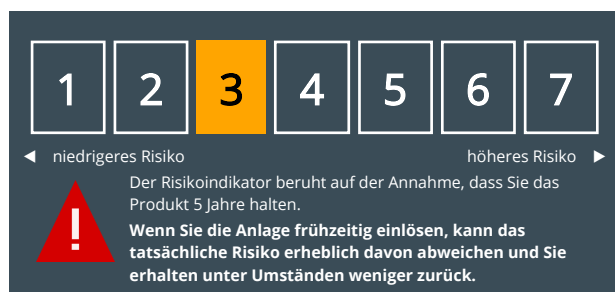 1 2 3 4 5 6 7
◄ niedrigeres Risiko höheres Risiko ►
Der Risikoindikator beruht auf der Annahme, dass Sie das
Produkt 5 Jahre halten.
Wenn Sie die Anlage frühzeitig einlösen, kann das
tatsächliche Risiko erheblich davon abweichen und Sie
erhalten unter Umständen weniger zurück.